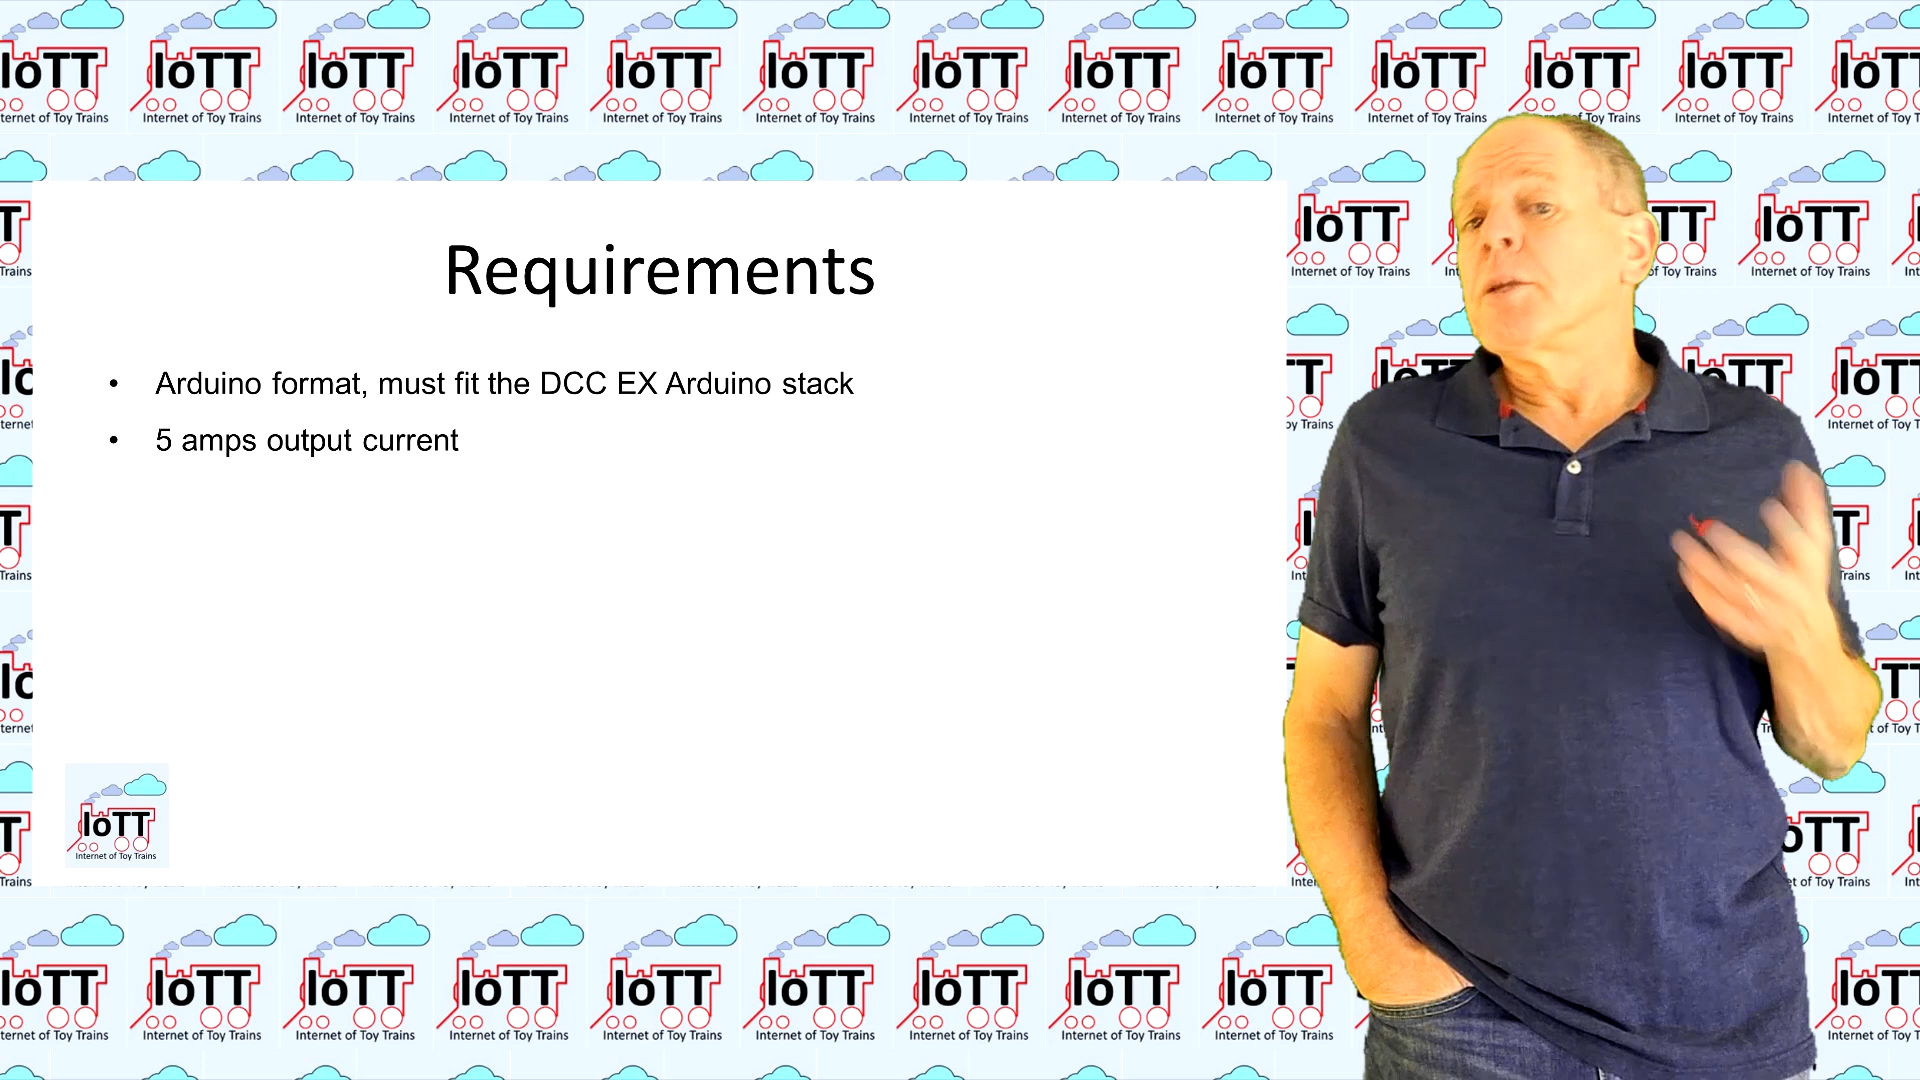 Requirements
• Arduino format, must fit the DCC EX Arduino stack
• 5 amps output current
IoTT
Internet of Toy Trains